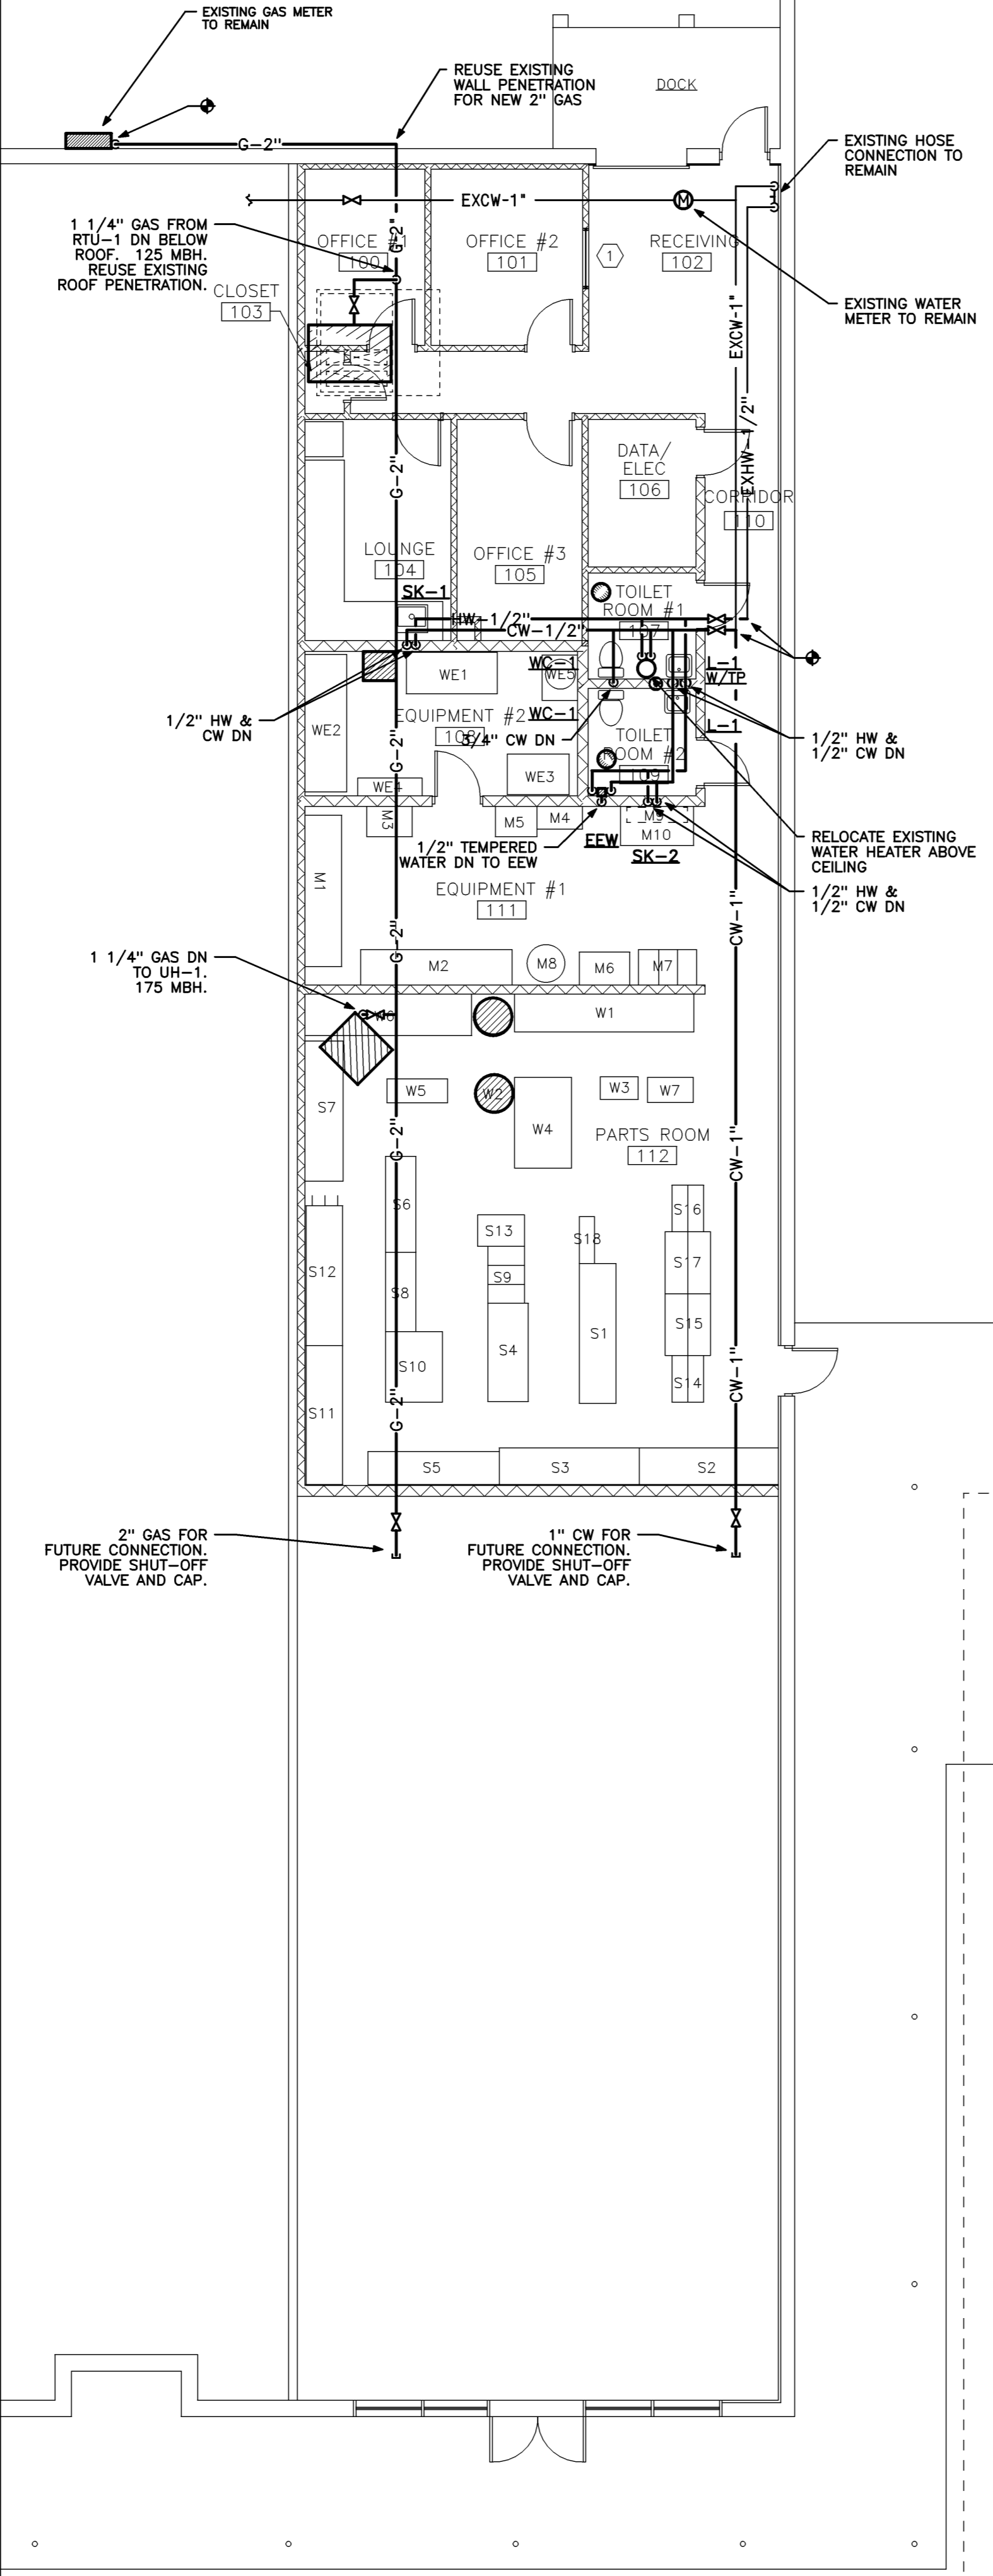 EXISTING GAS METER
TO REMAIN
REUSE EXISTING
WALL PENETRATION
FOR NEW 2" GAS
DOCK
G-2"
EXISTING HOSE
CONNECTION TO
REMAIN
EXCW-1"
M
1 1/4" GAS FROM
RTU-1 DN BELOW
ROOF. 125 MBH.
REUSE EXISTING
ROOF PENETRATION.
OFFICE #1
100
G-2"
OFFICE #2
101
1
RECEIVING
102
CLOSET
103
EXISTING WATER
METER TO REMAIN
EXCW-1"
EXHW-1/2"
G-2"
DATA/
ELEC
106
CORRIDOR
110
LOUNGE
104
OFFICE #3
105
SK-1
TOILET
ROOM #1
107
HW-1/2"
CW-1/2"
WC-1
L-1
W/TP
WE1
WE5
WE2
1/2" HW &
CW DN
EQUIPMENT #2
108
WC-1
L-1
3/4" CW DN
TOILET
ROOM #2
109
1/2" HW &
1/2" CW DN
G-2"
WE3
WE4
M3
M5
M4
M9
M10
1/2" TEMPERED
WATER DN TO EEW
EEW
SK-2
RELOCATE EXISTING
WATER HEATER ABOVE
CEILING
1/2" HW &
1/2" CW DN
M1
EQUIPMENT #1
111
CW-1"
G-2"
1 1/4" GAS DN
TO UH-1.
175 MBH.
M2
M8
M6
M7
W6
W1
S7
W5
W2
W3
W7
W4
G-2"
PARTS ROOM
112
CW-1"
S6
S16
S13
S18
S12
S8
S9
S17
S10
S4
S1
S15
S11
G-2"
S14
CW-1"
S5
S3
S2
2" GAS FOR
FUTURE CONNECTION.
PROVIDE SHUT-OFF
VALVE AND CAP.
1" CW FOR
FUTURE CONNECTION.
PROVIDE SHUT-OFF
VALVE AND CAP.